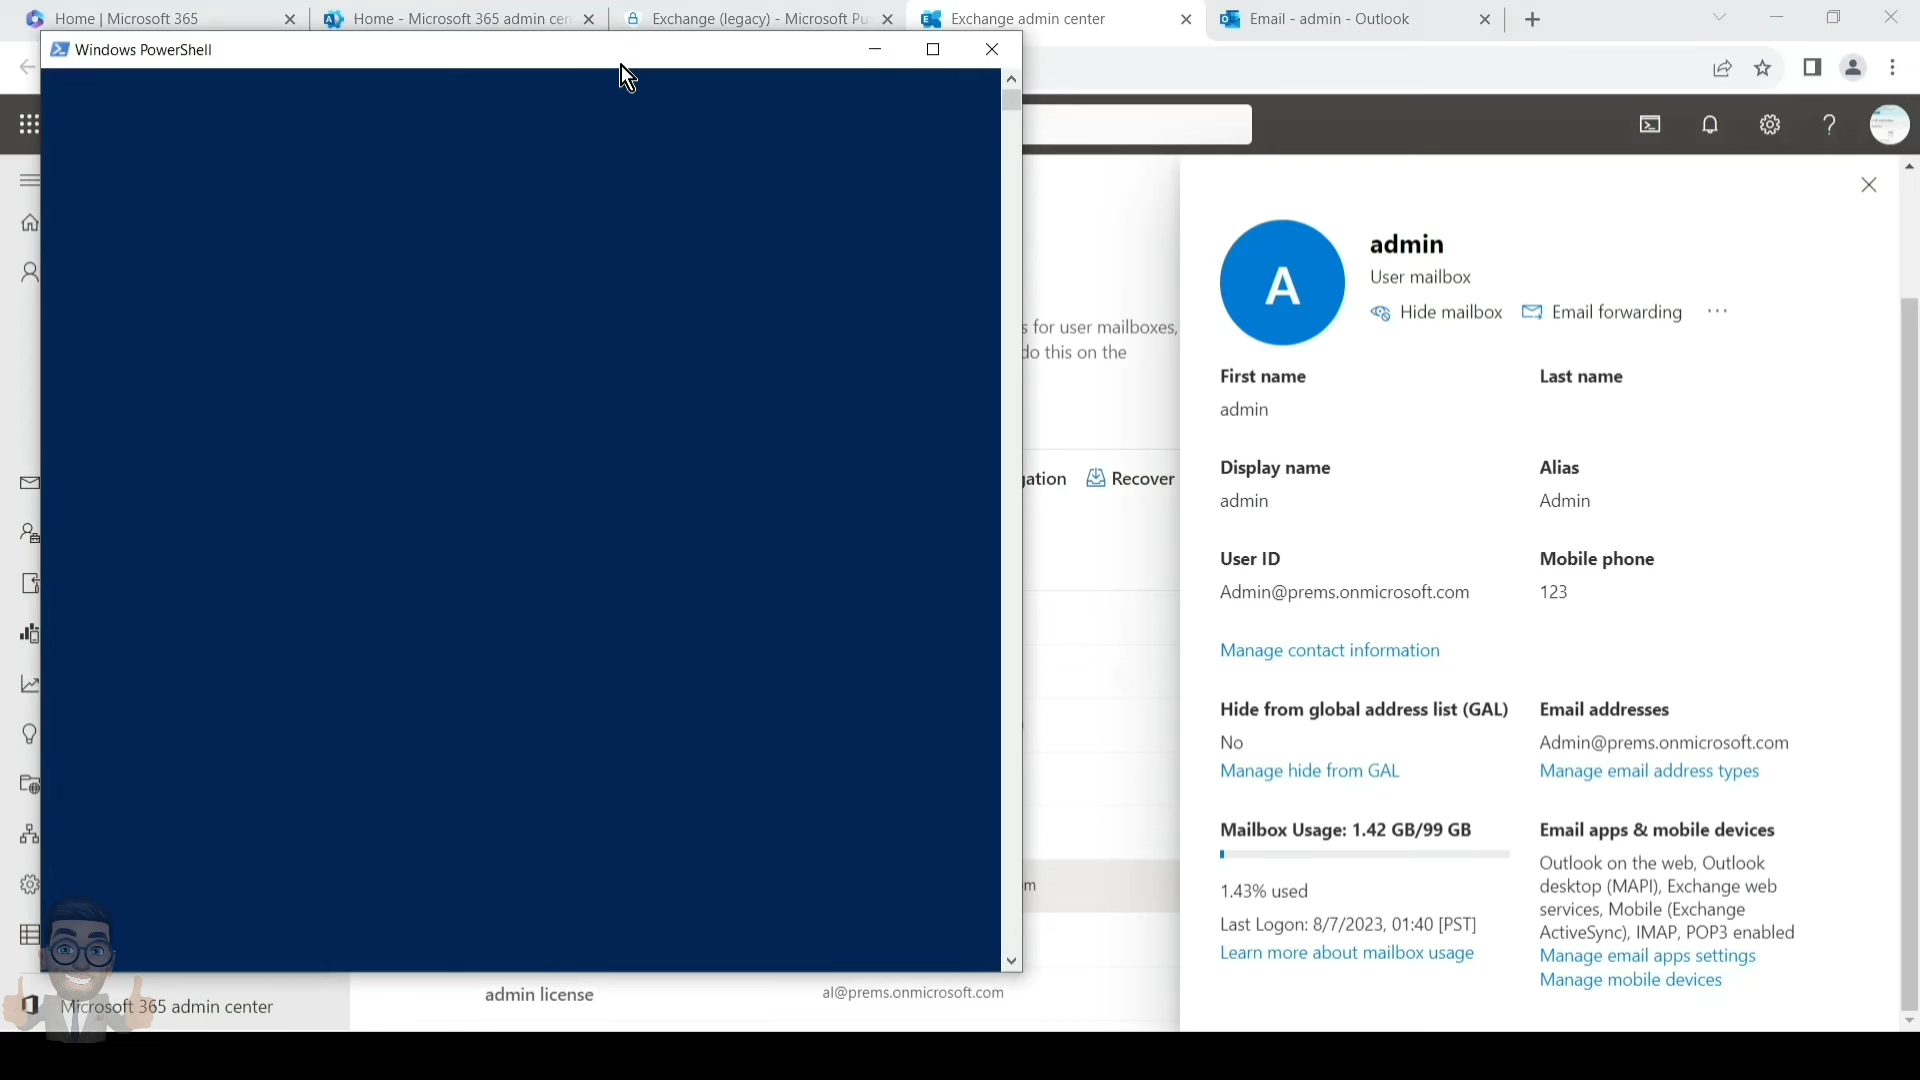 Home | Microsoft 365
Home - Microsoft 365 admin cen
Exchange (legacy) - Microsoft Pu
Exchange admin center
Email - admin - Outlook
Windows PowerShell
admin
User mailbox
Hide mailbox
Email forwarding
s for user mailboxes,
do this on the
First name
Last name
admin
Display name
Alias
gation
Recover
admin
Admin
User ID
Mobile phone
Admin@prems.onmicrosoft.com
123
Manage contact information
Hide from global address list (GAL)
Email addresses
No
Admin@prems.onmicrosoft.com
Manage hide from GAL
Manage email address types
Mailbox Usage: 1.42 GB/99 GB
Email apps & mobile devices
Outlook on the web, Outlook
desktop (MAPI), Exchange web
services, Mobile (Exchange
ActiveSync), IMAP, POP3 enabled
1.43% used
Last Logon: 8/7/2023, 01:40 [PST]
Learn more about mailbox usage
Manage email apps settings
Manage mobile devices
m
admin license
al@prems.onmicrosoft.com
Microsoft 365 admin center
A